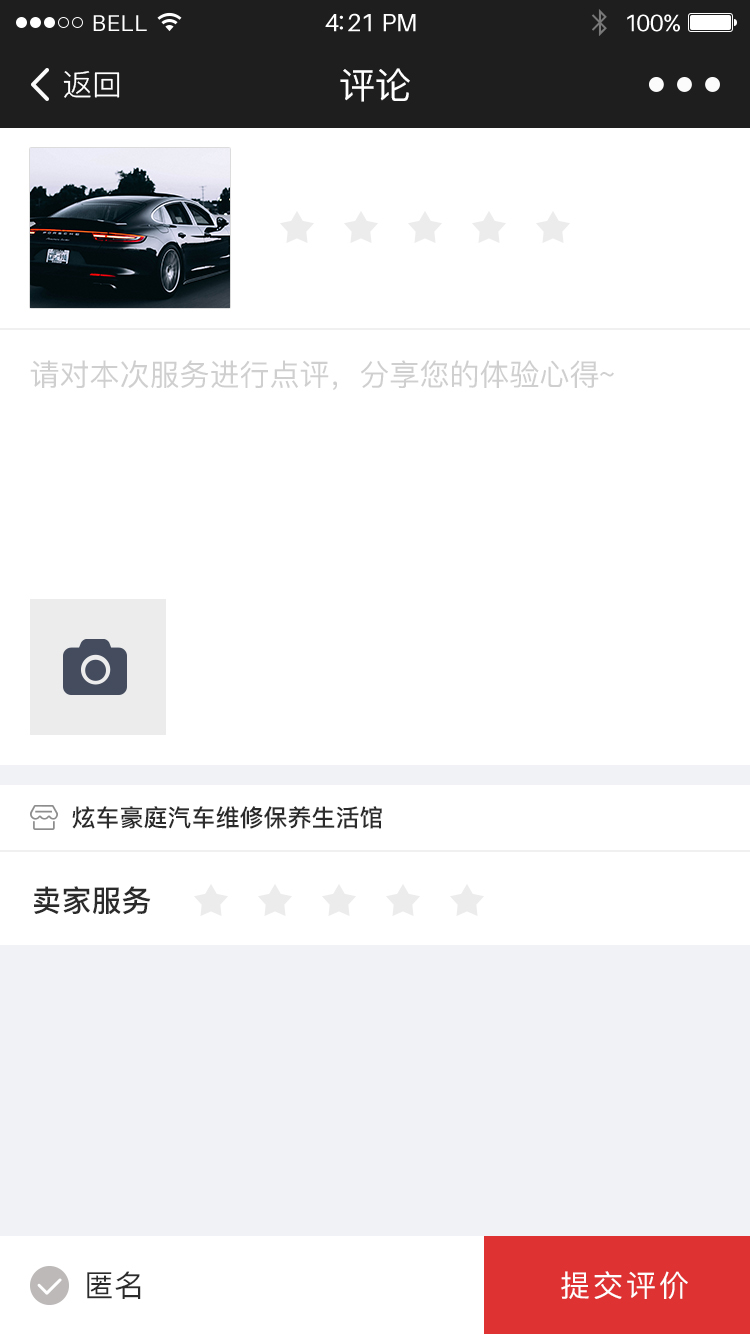 BELL 4:21 PM 100%
返回 评论
PORSCHE
请对本次服务进行点评，分享您的体验心得~
炫车豪庭汽车维修保养生活馆
卖家服务
匿名 提交评价